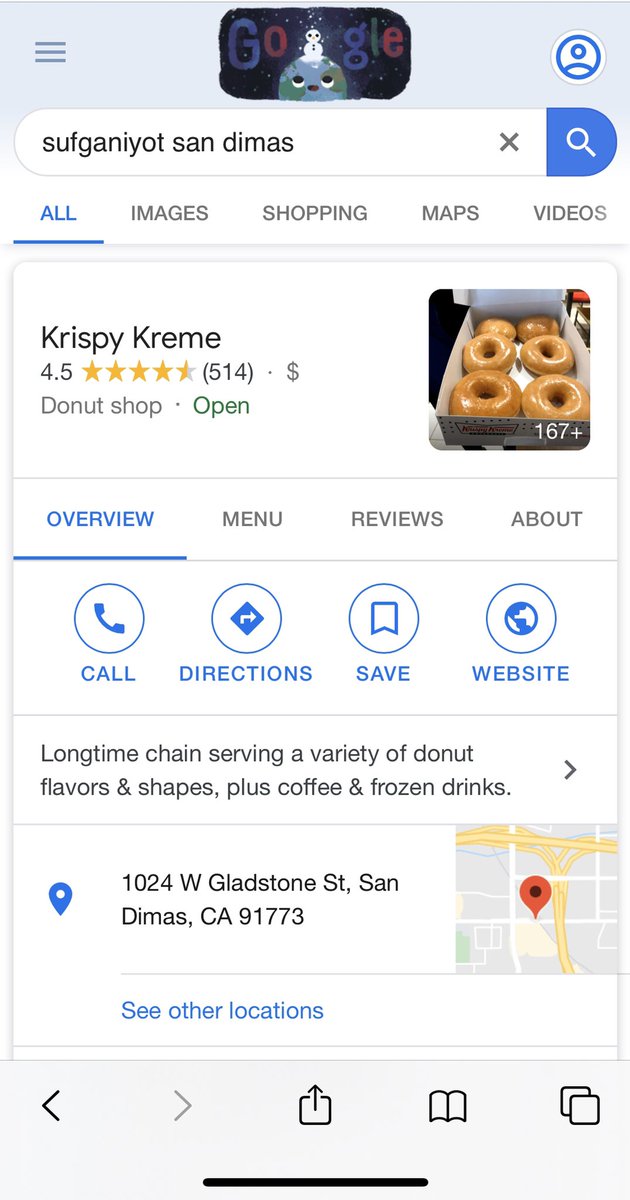 Google
sufganiyot san dimas
ALL IMAGES SHOPPING MAPS VIDEOS
Krispy Kreme
4.5 (514) · $
Donut shop · Open
Krispy Kreme
167+
OVERVIEW MENU REVIEWS ABOUT
CALL DIRECTIONS SAVE WEBSITE
Longtime chain serving a variety of donut
flavors & shapes, plus coffee & frozen drinks.
1024 W Gladstone St, San
Dimas, CA 91773
See other locations